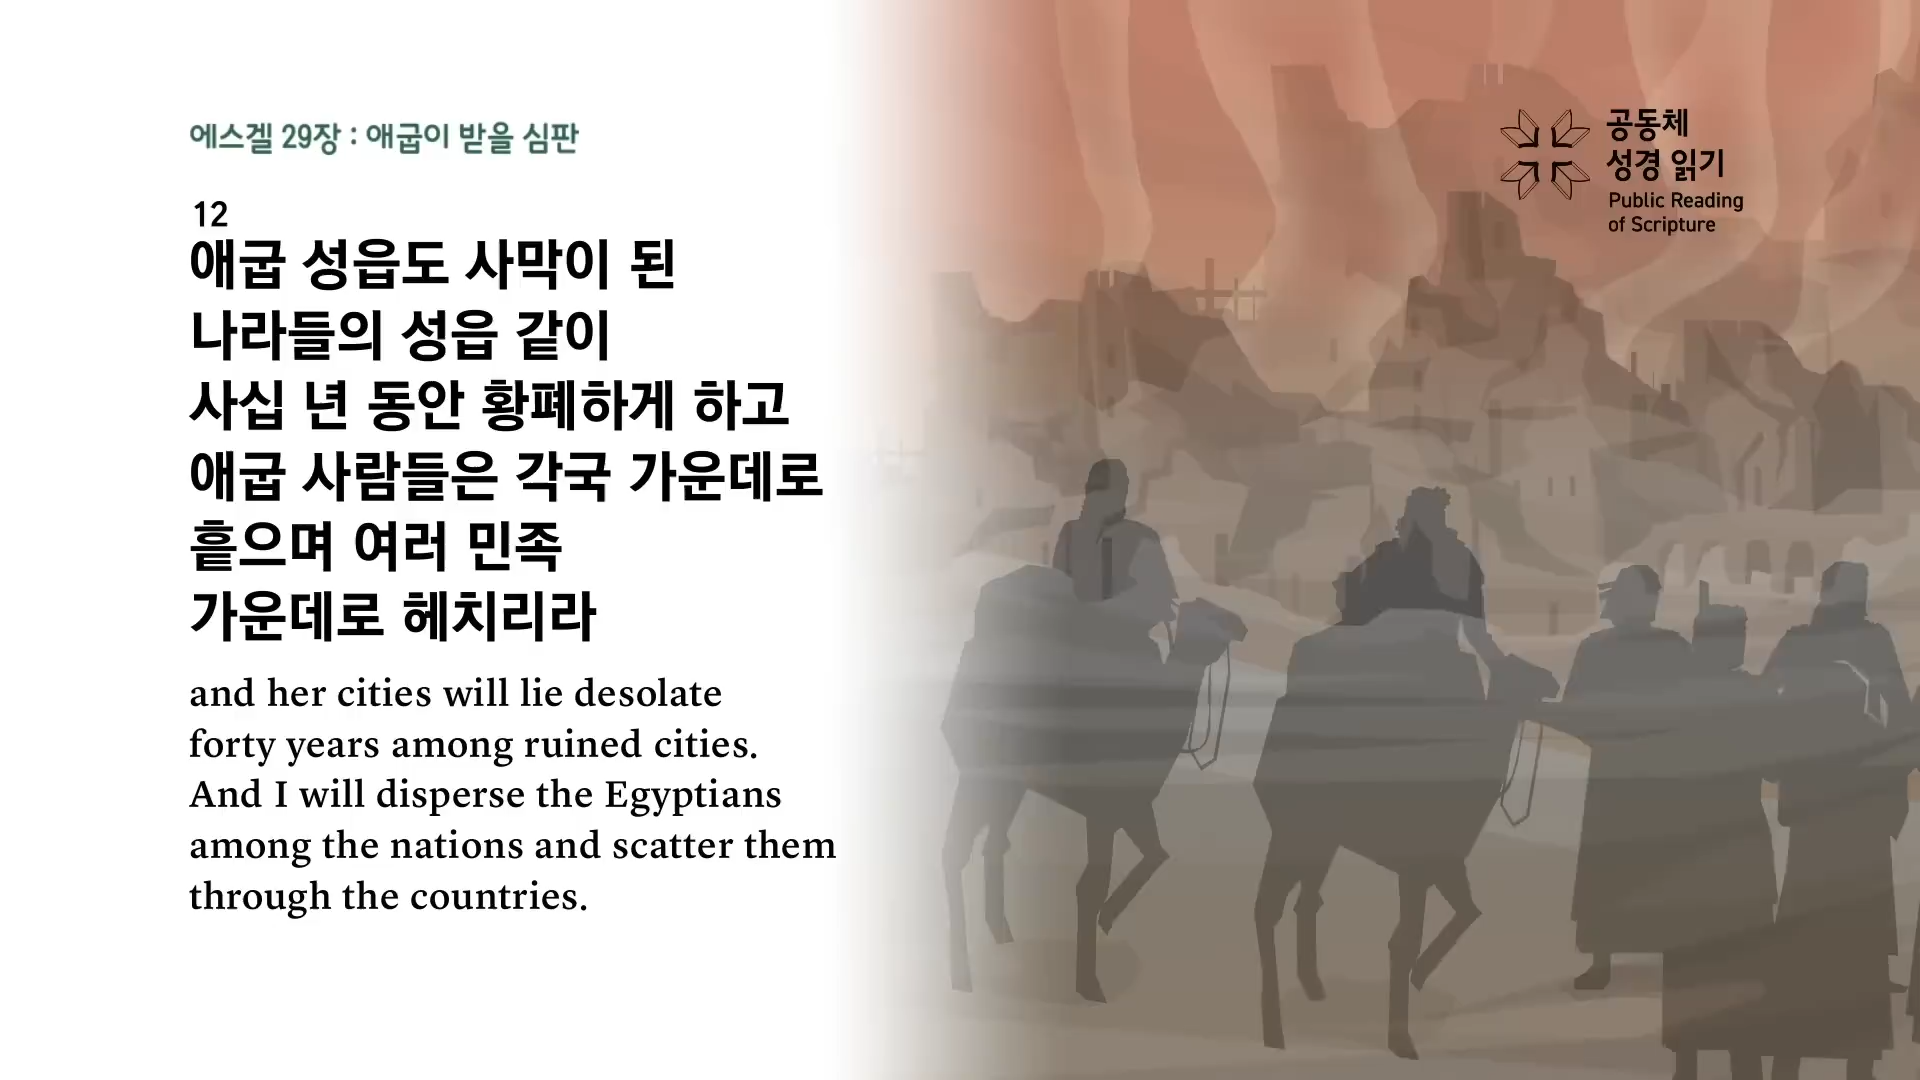 에스겔 29장 : 애굽이 받을 심판
12
애굽 성읍도 사막이 된
나라들의 성읍 같이
사십 년 동안 황폐하게 하고
애굽 사람들은 각국 가운데로
흩으며 여러 민족
가운데로 헤치리라
and her cities will lie desolate
forty years among ruined cities.
And I will disperse the Egyptians
among the nations and scatter them
through the countries.
공동체
성경 읽기
Public Reading
of Scripture